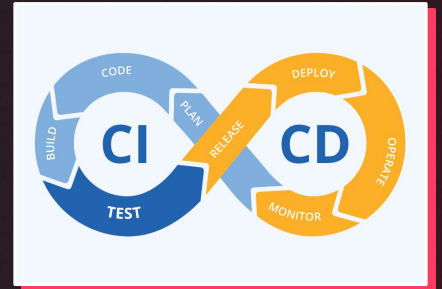 CODE
DEPLOY
PLAN
BUILD
CI
RELEASE
CD
OPERATE
TEST
MONITOR